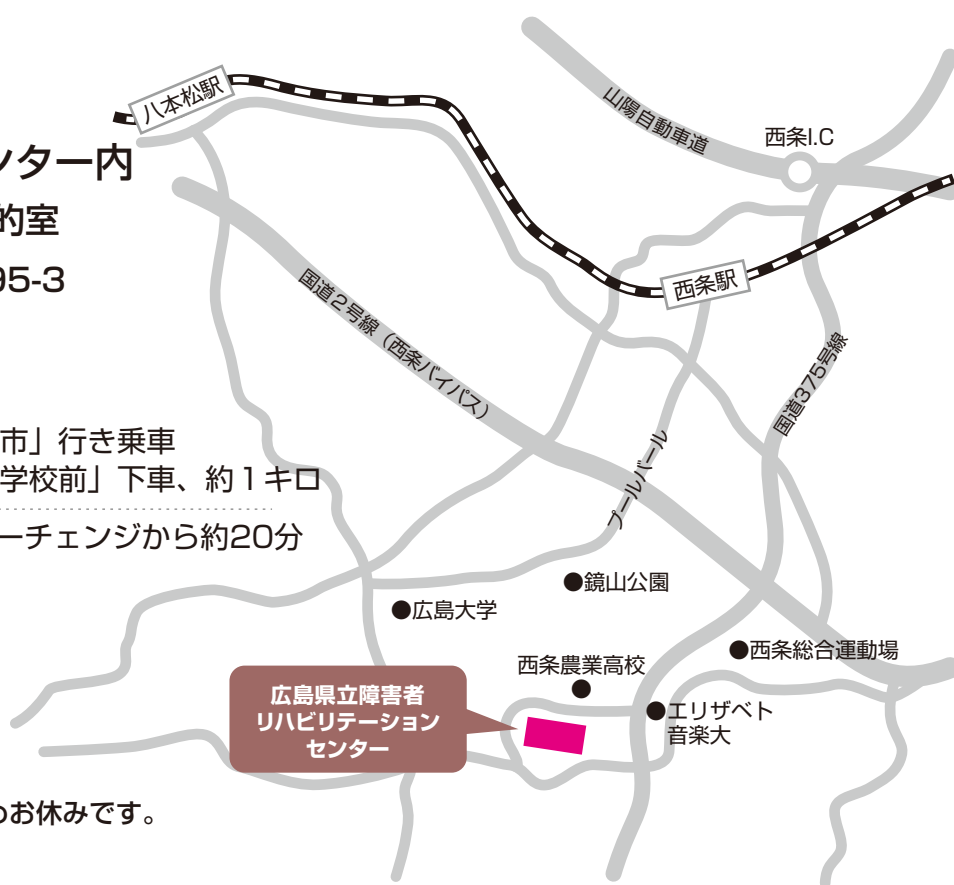 八本松駅
山陽自動車道
西条I.C
ンター内
的室
95-3
西条駅
国道2号線（西条バイパス）
国道375号線
市」行き乗車
学校前」下車、約1キロ
ーチェンジから約20分
プールバール
●鏡山公園
●広島大学
●西条総合運動場
西条農業高校
広島県立障害者
リハビリテーション
センター
●エリザベト
音楽大
お休みです。